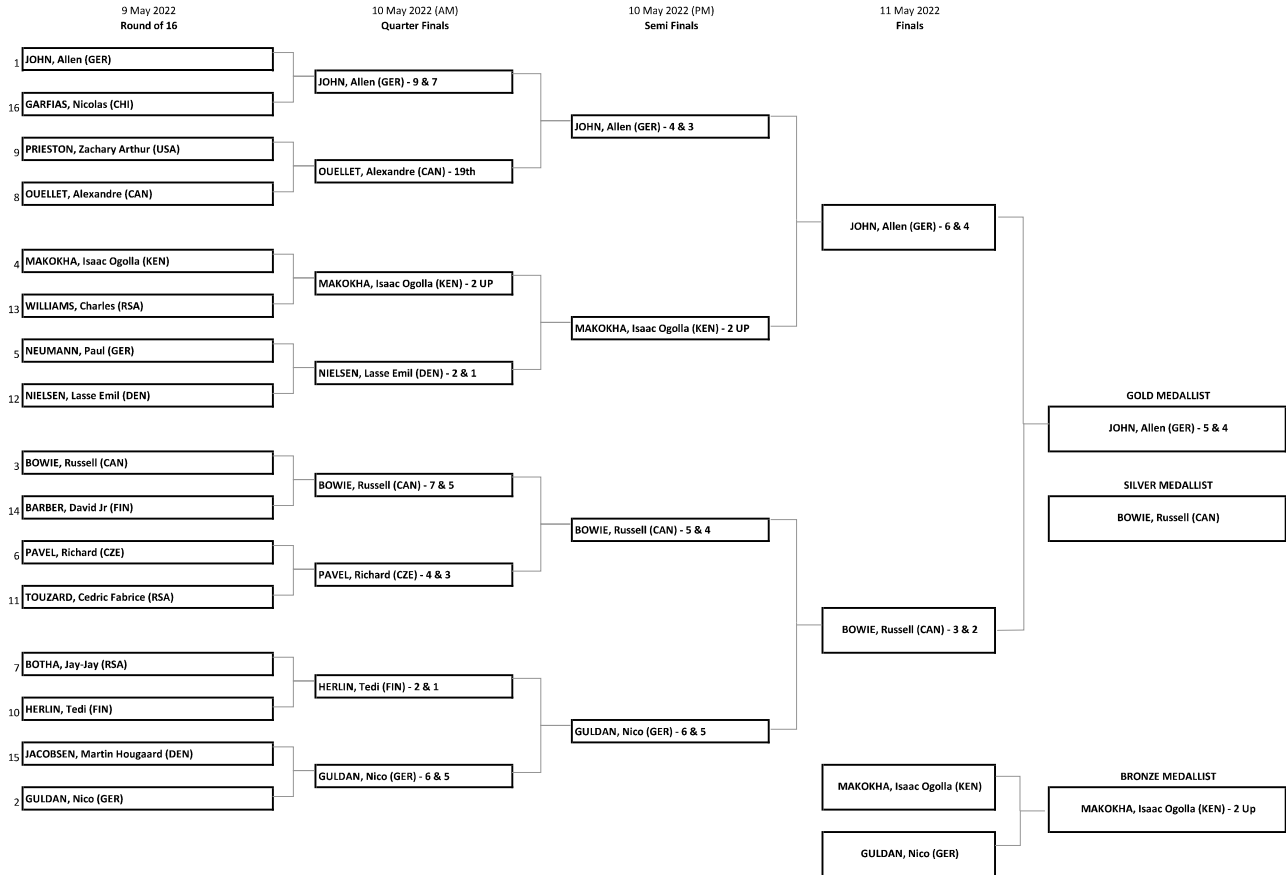 9 May 2022
Round of 16
10 May 2022 (AM)
Quarter Finals
10 May 2022 (PM)
Semi Finals
11 May 2022
Finals
1 JOHN, Allen (GER)
16 GARFIAS, Nicolas (CHI)
9 PRIESTON, Zachary Arthur (USA)
8 OUELLET, Alexandre (CAN)
4 MAKOKHA, Isaac Ogolla (KEN)
13 WILLIAMS, Charles (RSA)
5 NEUMANN, Paul (GER)
12 NIELSEN, Lasse Emil (DEN)
3 BOWIE, Russell (CAN)
14 BARBER, David Jr (FIN)
6 PAVEL, Richard (CZE)
11 TOUZARD, Cedric Fabrice (RSA)
7 BOTHA, Jay-Jay (RSA)
10 HERLIN, Tedi (FIN)
15 JACOBSEN, Martin Hougaard (DEN)
2 GULDAN, Nico (GER)
JOHN, Allen (GER) - 9 & 7
OUELLET, Alexandre (CAN) - 19th
MAKOKHA, Isaac Ogolla (KEN) - 2 UP
NIELSEN, Lasse Emil (DEN) - 2 & 1
BOWIE, Russell (CAN) - 7 & 5
PAVEL, Richard (CZE) - 4 & 3
HERLIN, Tedi (FIN) - 2 & 1
GULDAN, Nico (GER) - 6 & 5
JOHN, Allen (GER) - 4 & 3
MAKOKHA, Isaac Ogolla (KEN) - 2 UP
BOWIE, Russell (CAN) - 5 & 4
GULDAN, Nico (GER) - 6 & 5
JOHN, Allen (GER) - 6 & 4
BOWIE, Russell (CAN) - 3 & 2
MAKOKHA, Isaac Ogolla (KEN)
GULDAN, Nico (GER)
GOLD MEDALLIST
JOHN, Allen (GER) - 5 & 4
SILVER MEDALLIST
BOWIE, Russell (CAN)
BRONZE MEDALLIST
MAKOKHA, Isaac Ogolla (KEN) - 2 Up